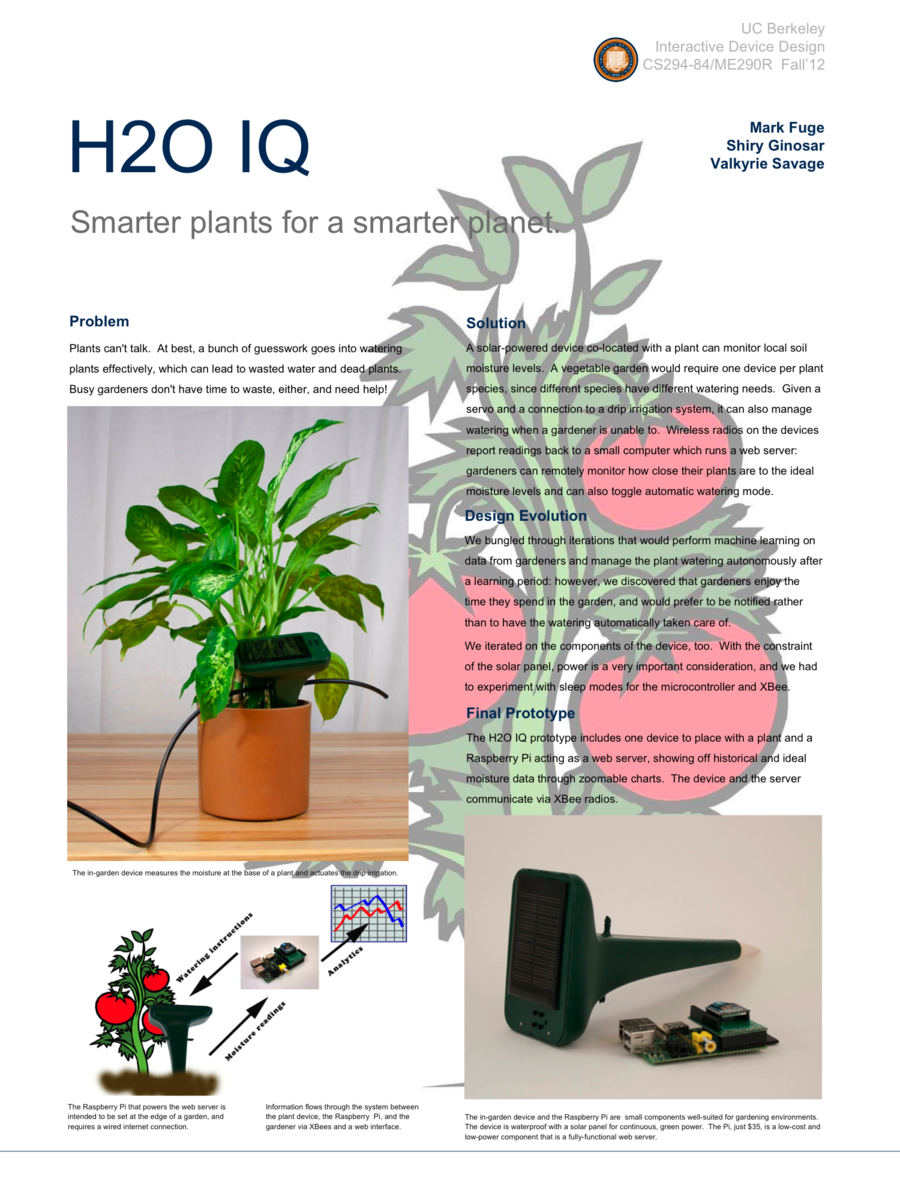 UC Berkeley
Interactive Device Design
CS294-84/ME290R  Fall'12
H2O IQ
Mark Fuge
Shiry Ginosar
Valkyrie Savage
Smarter plants for a smarter planet.
Problem
Plants can't talk.  At best, a bunch of guesswork goes into watering
plants effectively, which can lead to wasted water and dead plants.
Busy gardeners don't have time to waste, either, and need help!
The in-garden device measures the moisture at the base of a plant and actuates the drip irrigation.
Watering instructions
Moisture readings
Analytics
The Raspberry Pi that powers the web server is
intended to be set at the edge of a garden, and
requires a wired internet connection.
Information flows through the system between
the plant device, the Raspberry  Pi, and the
gardener via XBees and a web interface.
Solution
A solar-powered device co-located with a plant can monitor local soil
moisture levels.  A vegetable garden would require one device per plant
species, since different species have different watering needs.  Given a
servo and a connection to a drip irrigation system, it can also manage
watering when a gardener is unable to.  Wireless radios on the devices
report readings back to a small computer which runs a web server:
gardeners can remotely monitor how close their plants are to the ideal
moisture levels and can also toggle automatic watering mode.
Design Evolution
We bungled through iterations that would perform machine learning on
data from gardeners and manage the plant watering autonomously after
a learning period: however, we discovered that gardeners enjoy the
time they spend in the garden, and would prefer to be notified rather
than to have the watering automatically taken care of.
We iterated on the components of the device, too.  With the constraint
of the solar panel, power is a very important consideration, and we had
to experiment with sleep modes for the microcontroller and XBee.
Final Prototype
The H2O IQ prototype includes one device to place with a plant and a
Raspberry Pi acting as a web server, showing off historical and ideal
moisture data through zoomable charts.  The device and the server
communicate via XBee radios.
The in-garden device and the Raspberry Pi are  small components well-suited for gardening environments.
The device is waterproof with a solar panel for continuous, green power.  The Pi, just $35, is a low-cost and
low-power component that is a fully-functional web server.